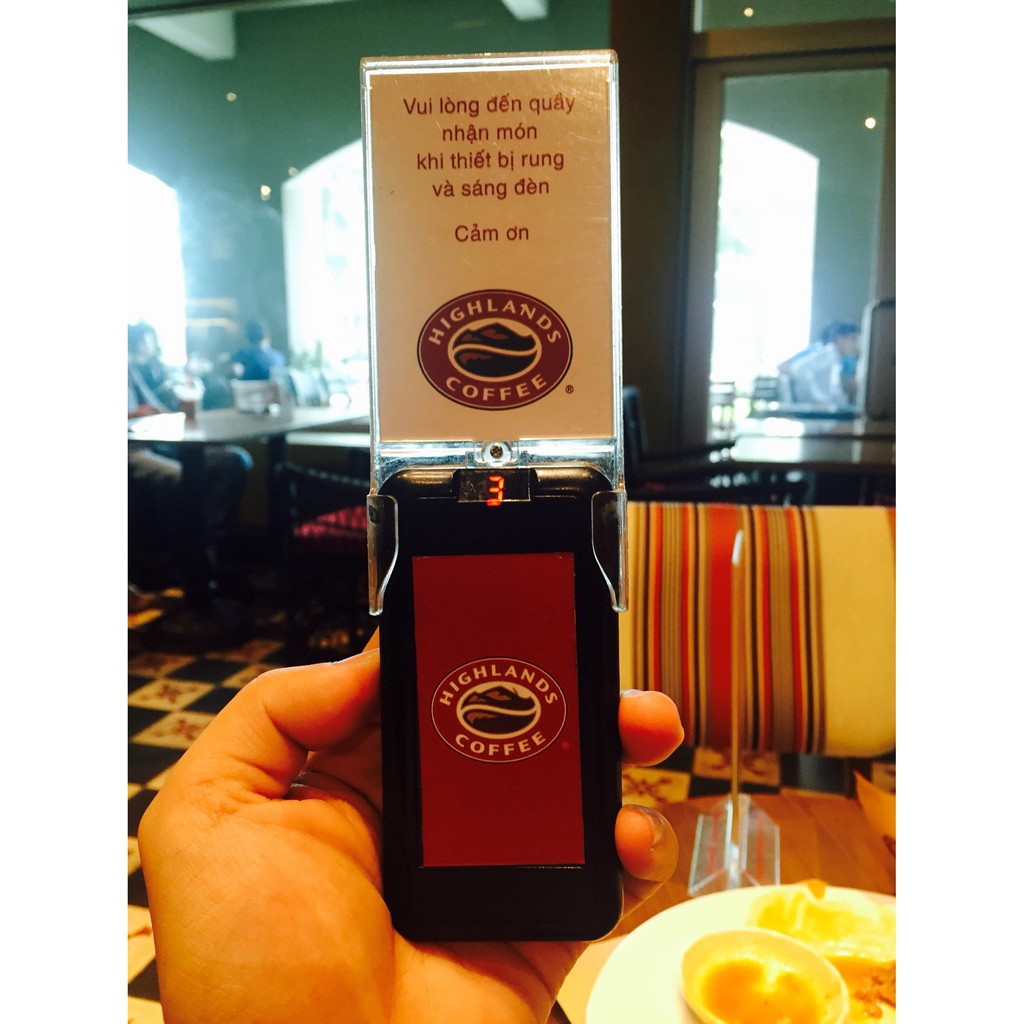 Vui lòng đến quầy
nhận món
khi thiết bị rung
và sáng đèn
Cảm ơn
HIGHLANDS
COFFEE
®
3
HIGHLANDS
COFFEE